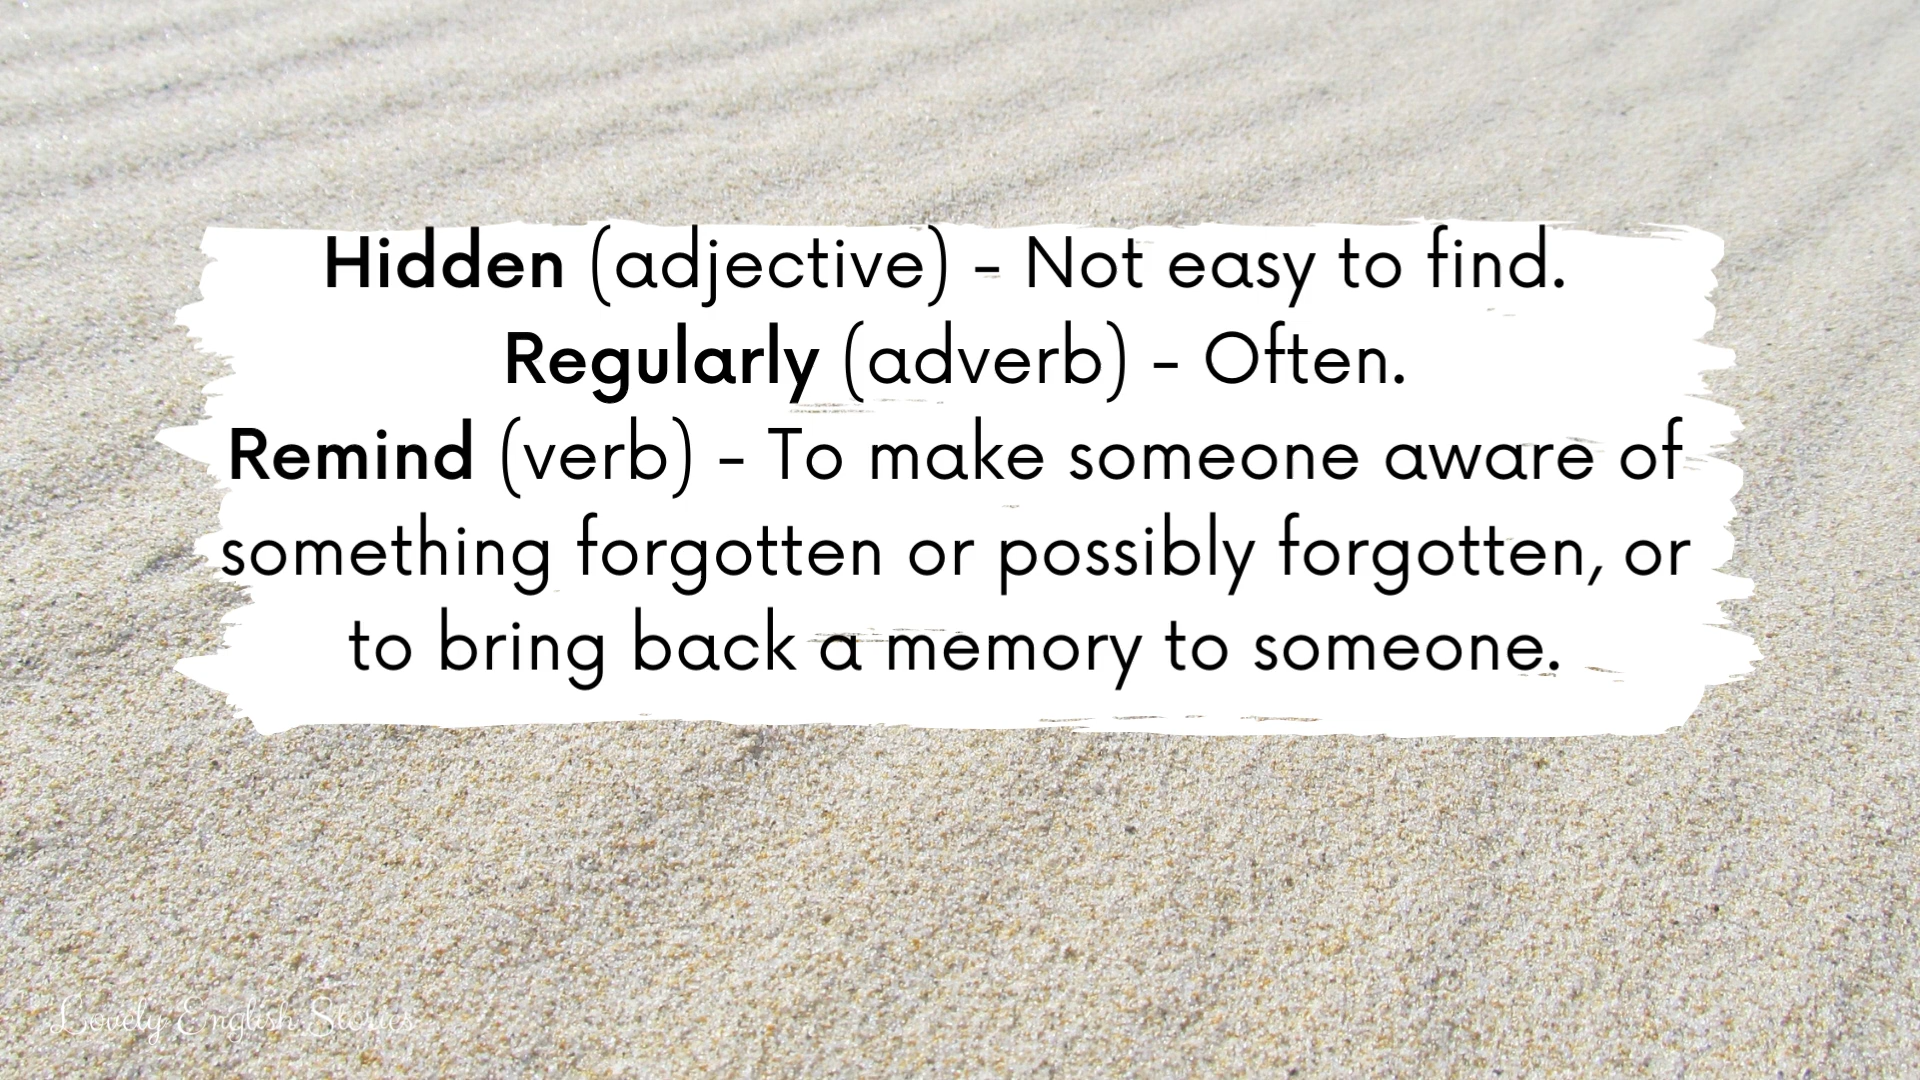 Hidden (adjective) - Not easy to find.
Regularly (adverb) - Often.
Remind (verb) - To make someone aware of
something forgotten or possibly forgotten, or
to bring back a memory to someone.
Lovely English Stories